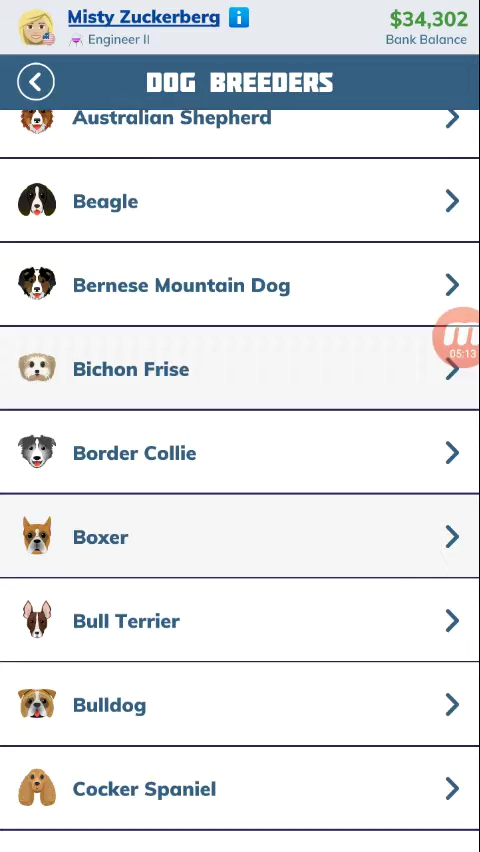 Misty Zuckerberg i
$34,302
Engineer II
Bank Balance
DOG BREEDERS
Australian Shepherd
Beagle
Bernese Mountain Dog
05:13
Bichon Frise
Border Collie
Boxer
Bull Terrier
Bulldog
Cocker Spaniel